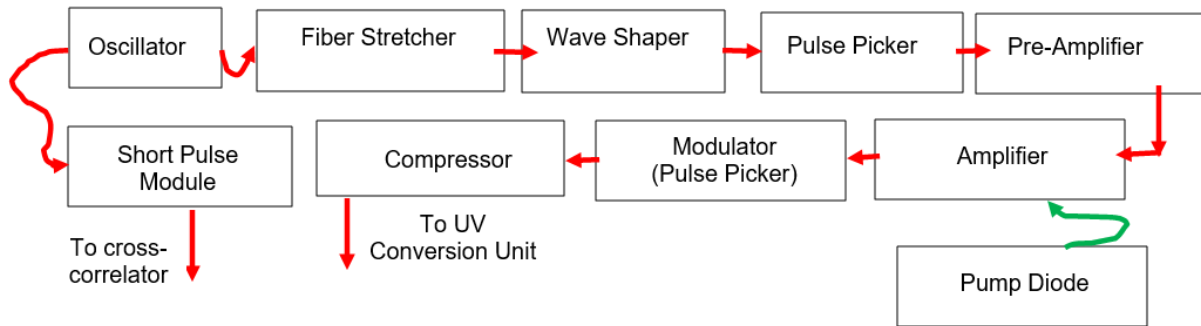 Oscillator
Fiber Stretcher
Wave Shaper
Pulse Picker
Pre-Amplifier
Short Pulse
Module
Compressor
Modulator
(Pulse Picker)
Amplifier
To cross-
correlator
To UV
Conversion Unit
Pump Diode